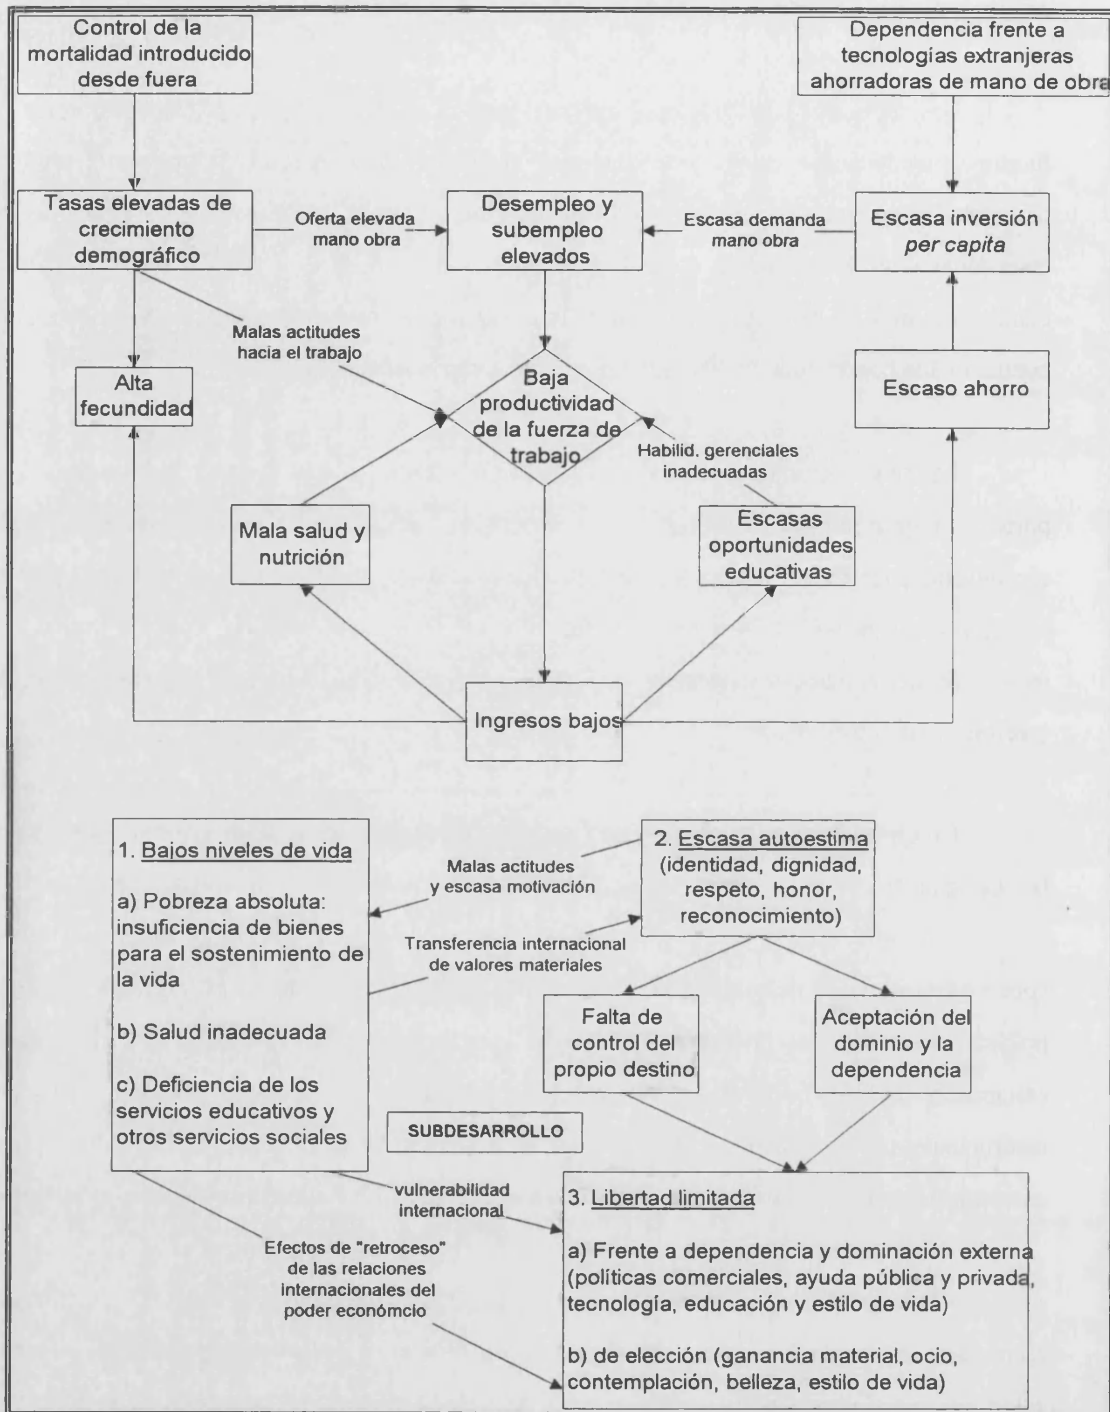 Control de la
mortalidad introducido
desde fuera
Dependencia frente a
tecnologías extranjeras
ahorradoras de mano de obra
Tasas elevadas de
crecimiento
demográfico
Oferta elevada
mano obra
Desempleo y
subempleo
elevados
Escasa demanda
mano obra
Escasa inversión
per capita
Malas actitudes
hacia el trabajo
Alta
fecundidad
Baja
productividad
de la fuerza de
trabajo
Escaso ahorro
Habilid. gerenciales
inadecuadas
Mala salud y
nutrición
Escasas
oportunidades
educativas
Ingresos bajos
1. Bajos niveles de vida
a) Pobreza absoluta:
insuficiencia de bienes
para el sostenimiento de
la vida
b) Salud inadecuada
c) Deficiencia de los
servicios educativos y
otros servicios sociales
Malas actitudes
y escasa motivación
2. Escasa autoestima
(identidad, dignidad,
respeto, honor,
reconocimiento)
Transferencia internacional
de valores materiales
Falta de
control del
propio destino
Aceptación del
dominio y la
dependencia
SUBDESARROLLO
vulnerabilidad
internacional
Efectos de "retroceso"
de las relaciones
internacionales del
poder económcio
3. Libertad limitada
a) Frente a dependencia y dominación externa
(políticas comerciales, ayuda pública y privada,
tecnología, educación y estilo de vida)
b) de elección (ganancia material, ocio,
contemplación, belleza, estilo de vida)